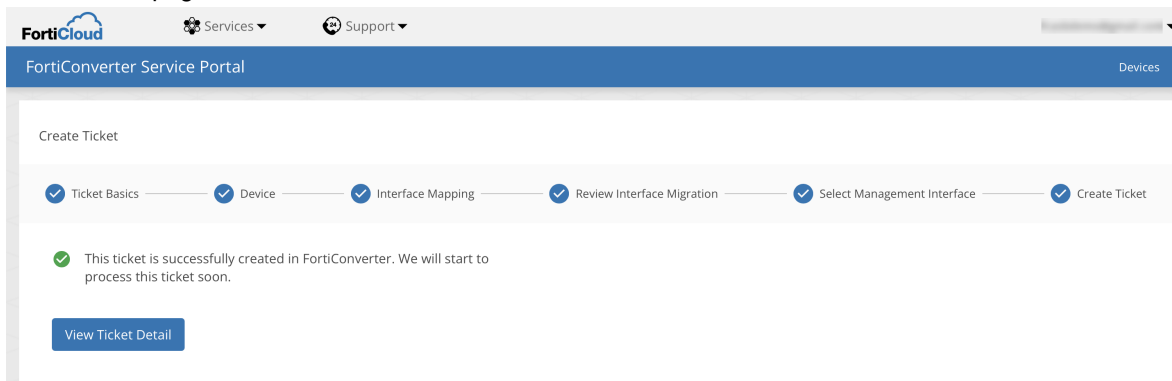 FortiCloud Services 24 Support
FortiConverter Service Portal Devices
Create Ticket
Ticket Basics Device Interface Mapping Review Interface Migration Select Management Interface Create Ticket
This ticket is successfully created in FortiConverter. We will start to
process this ticket soon.
View Ticket Detail